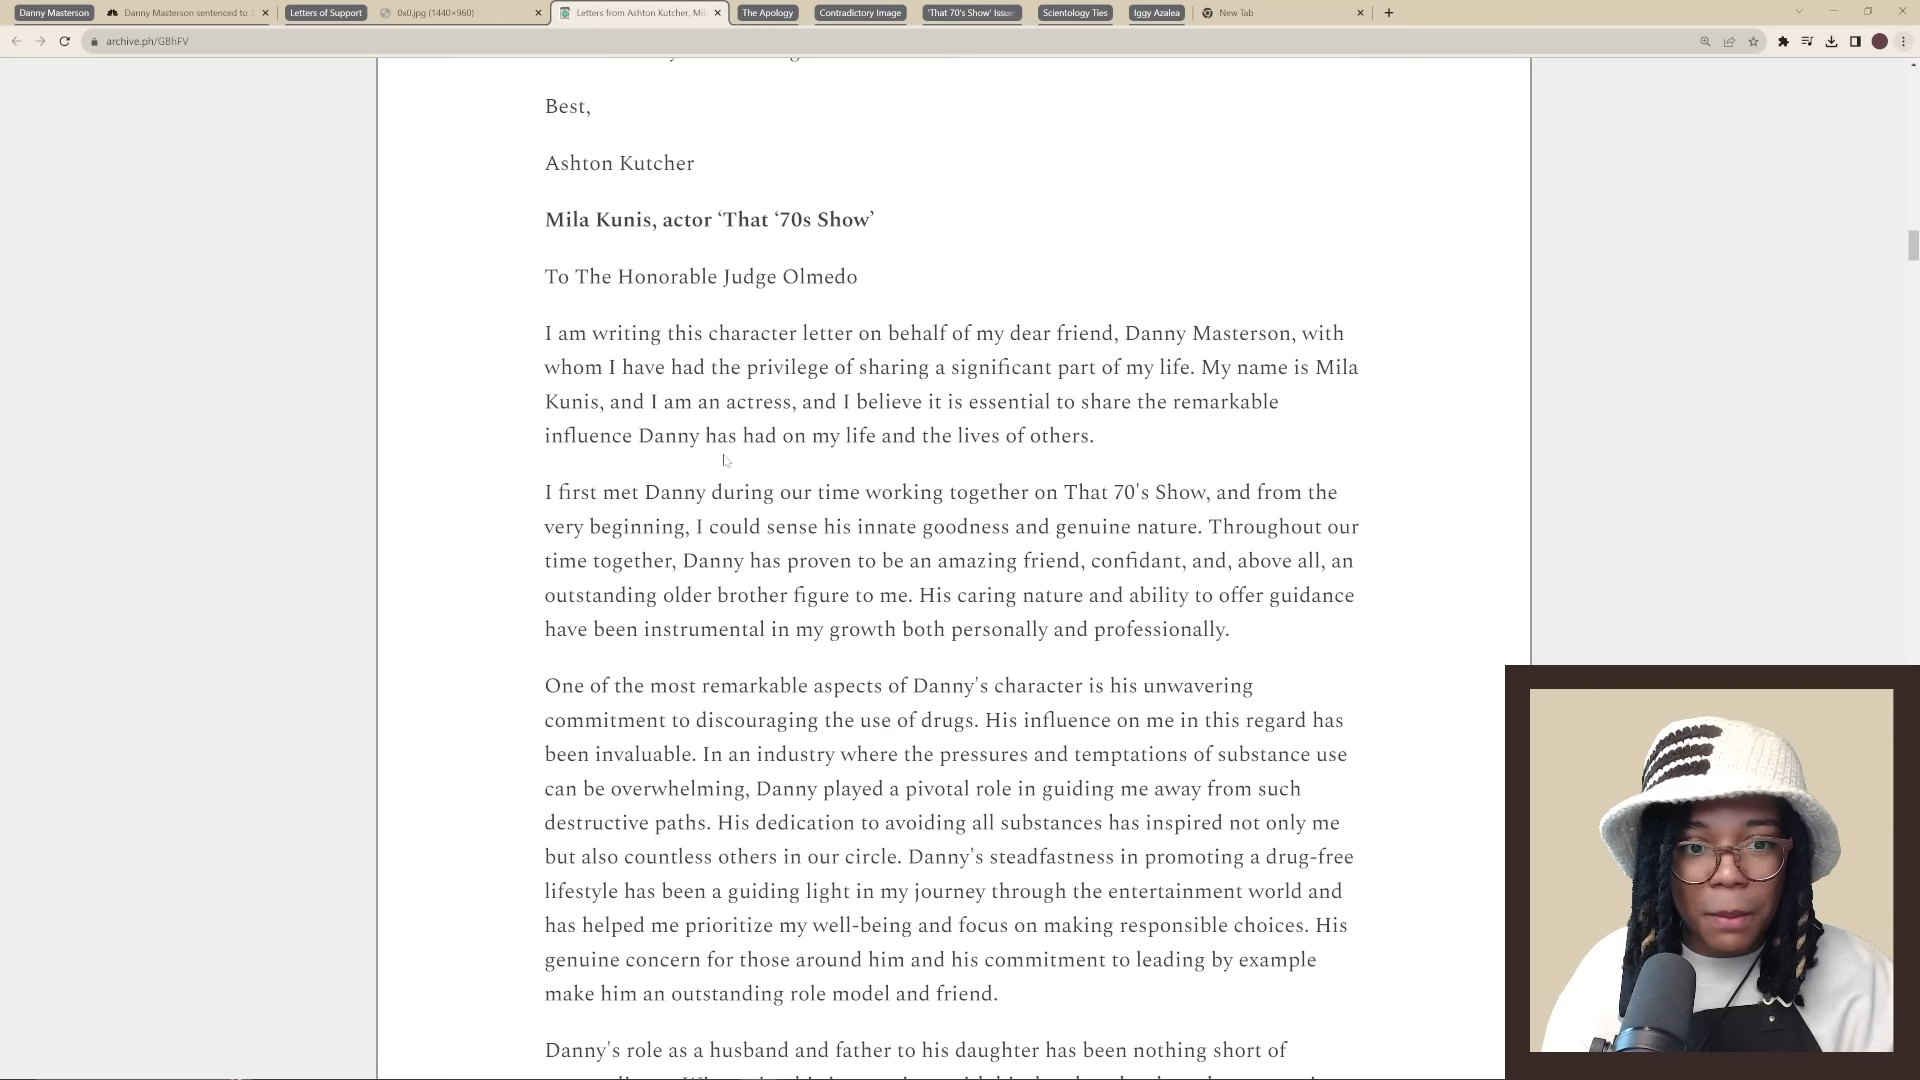 Danny Masterson
Danny Masterson sentenced to
Letters of Support
0x0.jpg (1440×960)
Letters from Ashton Kutcher, Mil
The Apology
Contradictory Image
'That 70's Show' Issue
Scientology Ties
Iggy Azalea
New Tab
archive.ph/GBhFV
Best,
Ashton Kutcher
Mila Kunis, actor ‘That ‘70s Show’
To The Honorable Judge Olmedo
I am writing this character letter on behalf of my dear friend, Danny Masterson, with
whom I have had the privilege of sharing a significant part of my life. My name is Mila
Kunis, and I am an actress, and I believe it is essential to share the remarkable
influence Danny has had on my life and the lives of others.
I first met Danny during our time working together on That 70's Show, and from the
very beginning, I could sense his innate goodness and genuine nature. Throughout our
time together, Danny has proven to be an amazing friend, confidant, and, above all, an
outstanding older brother figure to me. His caring nature and ability to offer guidance
have been instrumental in my growth both personally and professionally.
One of the most remarkable aspects of Danny's character is his unwavering
commitment to discouraging the use of drugs. His influence on me in this regard has
been invaluable. In an industry where the pressures and temptations of substance use
can be overwhelming, Danny played a pivotal role in guiding me away from such
destructive paths. His dedication to avoiding all substances has inspired not only me
but also countless others in our circle. Danny's steadfastness in promoting a drug-free
lifestyle has been a guiding light in my journey through the entertainment world and
has helped me prioritize my well-being and focus on making responsible choices. His
genuine concern for those around him and his commitment to leading by example
make him an outstanding role model and friend.
Danny's role as a husband and father to his daughter has been nothing short of